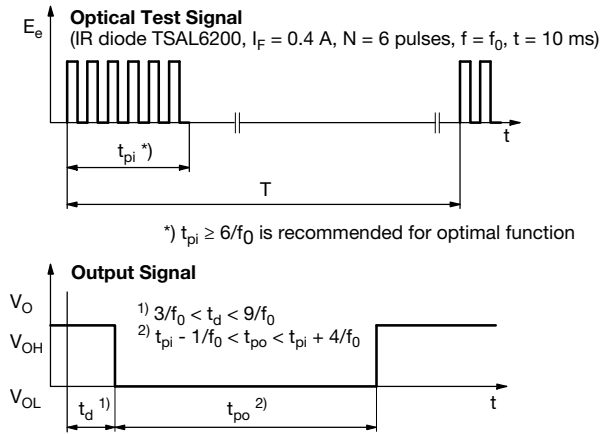 Optical Test Signal
(IR diode TSAL6200, I_F = 0.4 A, N = 6 pulses, f = f_0, t = 10 ms)
E_e
t
t_pi *)
T
*) t_pi ≥ 6/f_0 is recommended for optimal function
Output Signal
V_O
1) 3/f_0 < t_d < 9/f_0
V_OH
2) t_pi - 1/f_0 < t_po < t_pi + 4/f_0
V_OL
t_d 1)
t_po 2)
t